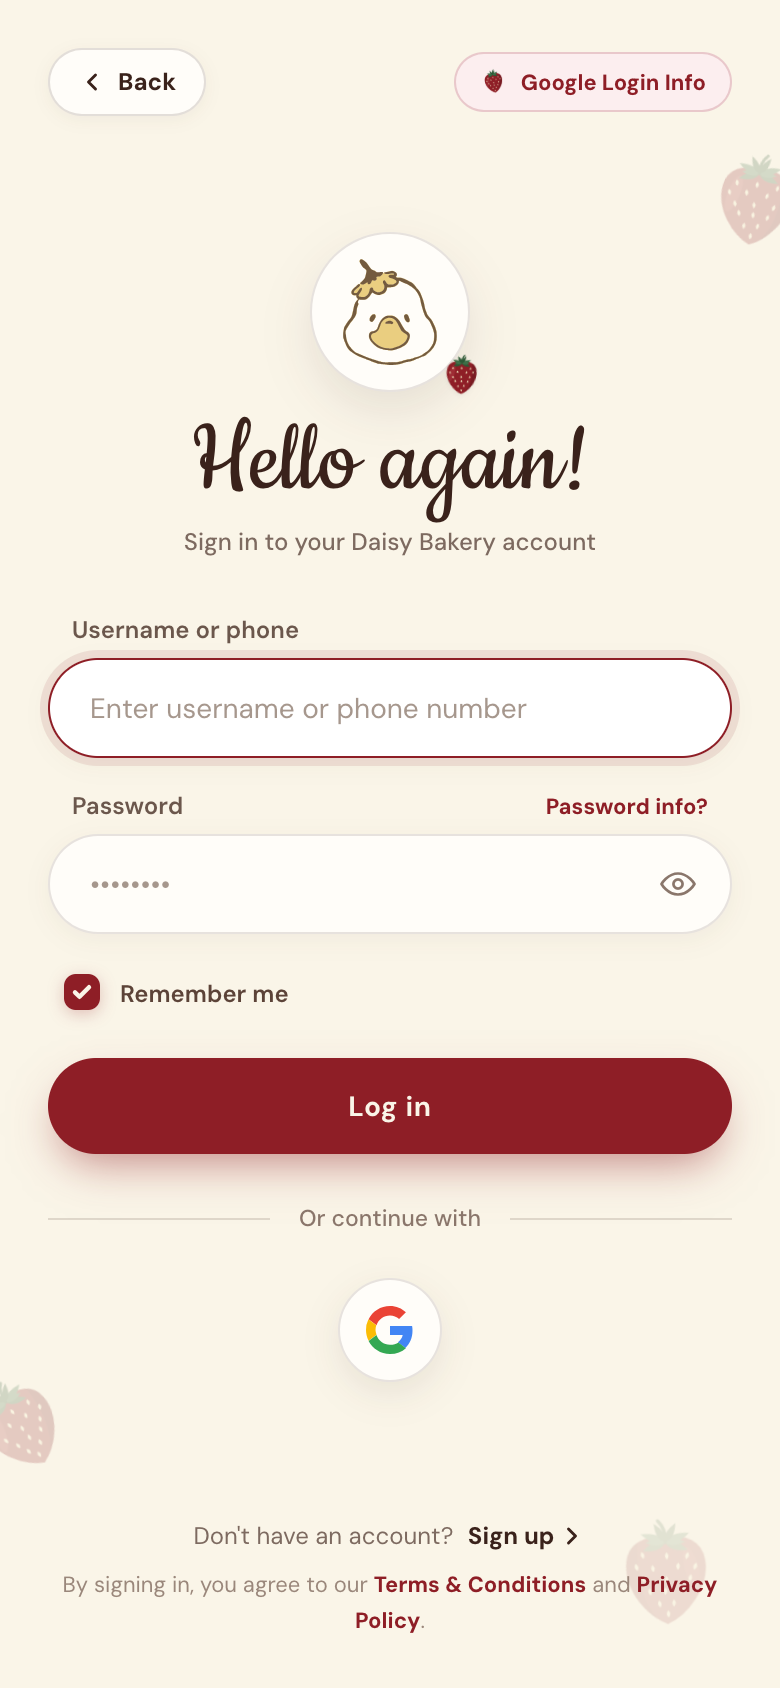 Back
Google Login Info
Hello again!
Sign in to your Daisy Bakery account
Username or phone
Enter username or phone number
Password
Password info?
••••••••
Remember me
Log in
Or continue with
Don't have an account? Sign up
By signing in, you agree to our Terms & Conditions and Privacy
Policy.